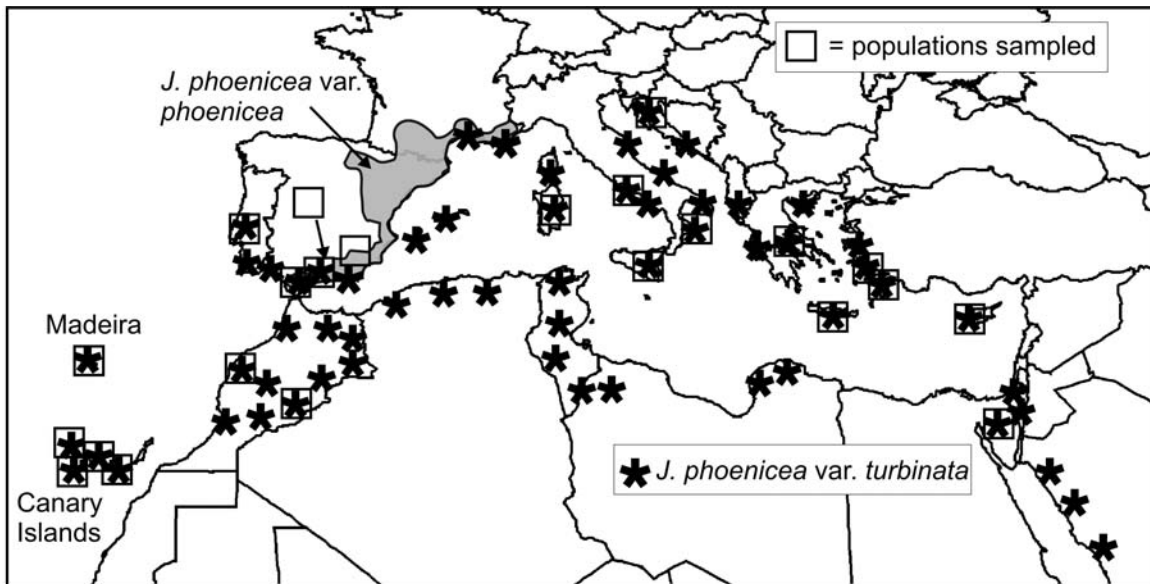 = populations sampled
J. phoenicea var.
phoenicea
Madeira
J. phoenicea var. turbinata
Canary
Islands